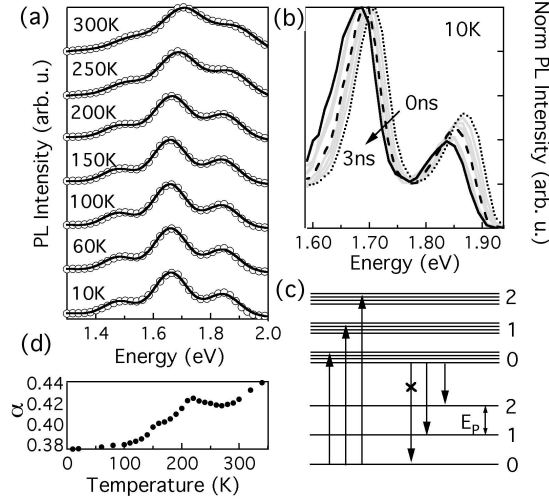 (a)
300K
250K
200K
150K
100K
60K
10K
PL Intensity (arb. u.)
1.4 1.6 1.8 2.0
Energy (eV)
(b)
10K
0ns
3ns
Norm PL Intensity (arb. u.)
1.60 1.70 1.80 1.90
Energy (eV)
(c)
2
1
0
2
1
0
E_P
(d)
0.44
0.42
0.40
0.38
α
0 100 200 300
Temperature (K)